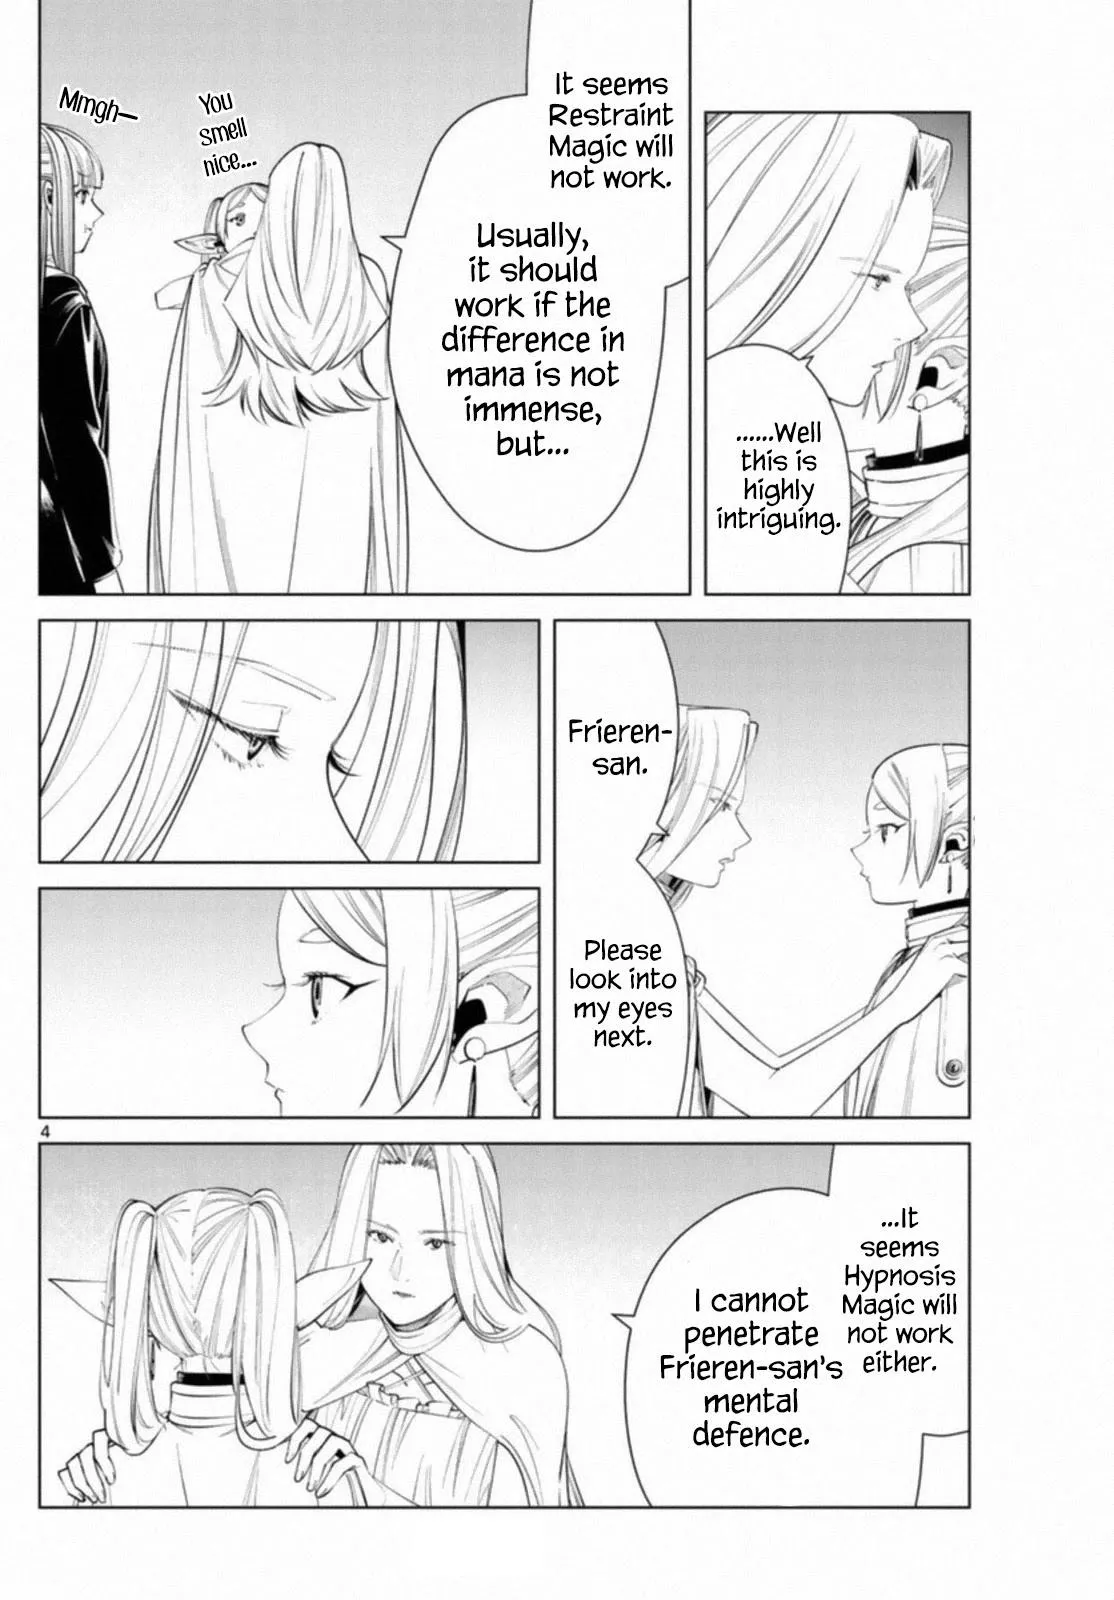 ......Well
this is
highly
intriguing.
It seems
Restraint
Magic will
not work.
Usually,
it should
work if the
difference in
mana is not
immense,
but...
You
smell
nice...
Mmgh—
Frieren-
san.
Please
look into
my eyes
next.
4
...It
seems
Hypnosis
Magic will
not work
either.
I cannot
penetrate
Frieren-san's
mental
defence.